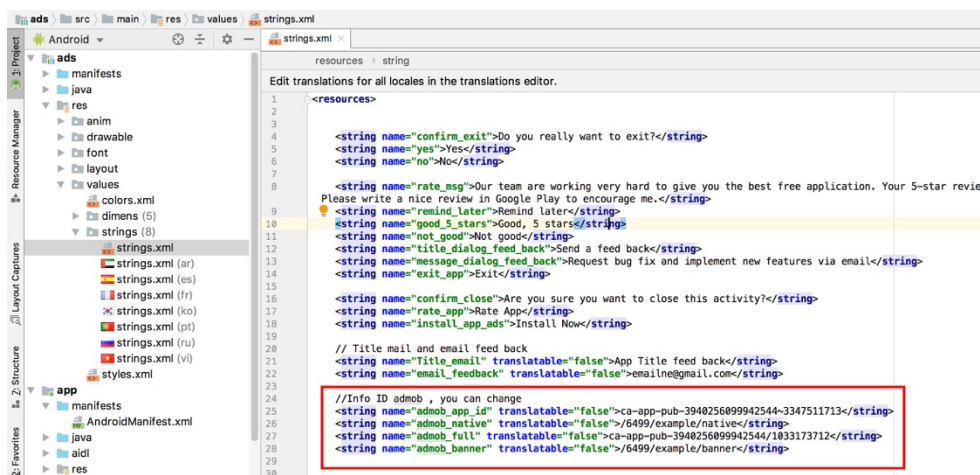 ads src main res values strings.xml
Android
strings.xml
1: Project
Resource Manager
Layout Captures
Z: Structure
2: Favorites
ads
manifests
java
res
anim
drawable
font
layout
values
colors.xml
dimens (5)
strings (8)
strings.xml
strings.xml (ar)
strings.xml (es)
strings.xml (fr)
strings.xml (ko)
strings.xml (pt)
strings.xml (ru)
strings.xml (vi)
styles.xml
app
manifests
AndroidManifest.xml
java
aidl
res
resources › string
Edit translations for all locales in the translations editor.
1 <resources>
2
3
4 <string name="confirm_exit">Do you really want to exit?</string>
5 <string name="yes">Yes</string>
6 <string name="no">No</string>
7
8 <string name="rate_msg">Our team are working very hard to give you the best free application. Your 5-star revie
Please write a nice review in Google Play to encourage me.</string>
9 <string name="remind_later">Remind later</string>
10 <string name="good_5_stars">Good, 5 stars</string>
11 <string name="not_good">Not good</string>
12 <string name="title_dialog_feed_back">Send a feed back</string>
13 <string name="message_dialog_feed_back">Request bug fix and implement new features via email</string>
14 <string name="exit_app">Exit</string>
15
16 <string name="confirm_close">Are you sure you want to close this activity?</string>
17 <string name="rate_app">Rate App</string>
18 <string name="install_app_ads">Install Now</string>
19
20 // Title mail and email feed back
21 <string name="Title_email" translatable="false">App Title feed back</string>
22 <string name="email_feedback" translatable="false">emailne@gmail.com</string>
23
24 //Info ID admob , you can change
25 <string name="admob_app_id" translatable="false">ca-app-pub-3940256099942544~3347511713</string>
26 <string name="admob_native" translatable="false">/6499/example/native</string>
27 <string name="admob_full" translatable="false">ca-app-pub-3940256099942544/1033173712</string>
28 <string name="admob_banner" translatable="false">/6499/example/banner</string>
29
30